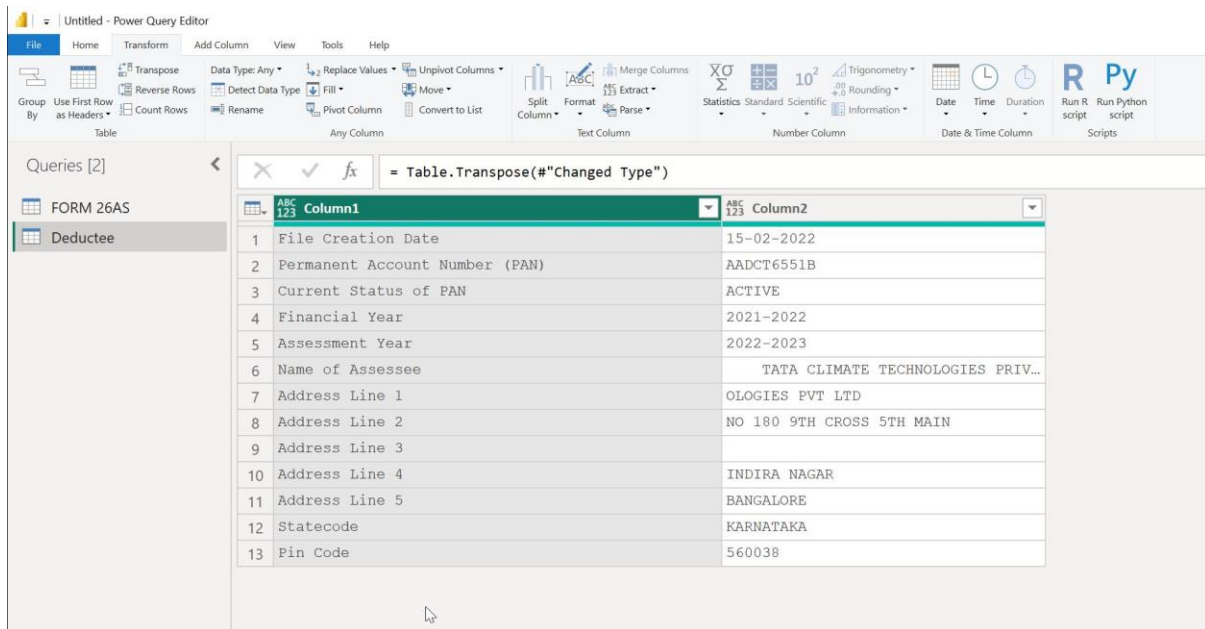 Untitled - Power Query Editor
File Home Transform Add Column View Tools Help
Transpose Data Type: Any Replace Values Unpivot Columns Merge Columns Trigonometry
Reverse Rows Detect Data Type Fill Move ABC 123 Extract Rounding
Group By Use First Row as Headers Count Rows Rename Pivot Column Convert to List Split Column Format Parse Statistics Standard Scientific Information Date Time Duration Run R script Run Python script
Table Any Column Text Column Number Column Date & Time Column Scripts
Queries [2]
fx = Table.Transpose(#"Changed Type")
FORM 26AS
Deductee
ABC 123 Column1 ABC 123 Column2
1 File Creation Date 15-02-2022
2 Permanent Account Number (PAN) AADCT6551B
3 Current Status of PAN ACTIVE
4 Financial Year 2021-2022
5 Assessment Year 2022-2023
6 Name of Assessee TATA CLIMATE TECHNOLOGIES PRIV…
7 Address Line 1 OLOGIES PVT LTD
8 Address Line 2 NO 180 9TH CROSS 5TH MAIN
9 Address Line 3
10 Address Line 4 INDIRA NAGAR
11 Address Line 5 BANGALORE
12 Statecode KARNATAKA
13 Pin Code 560038